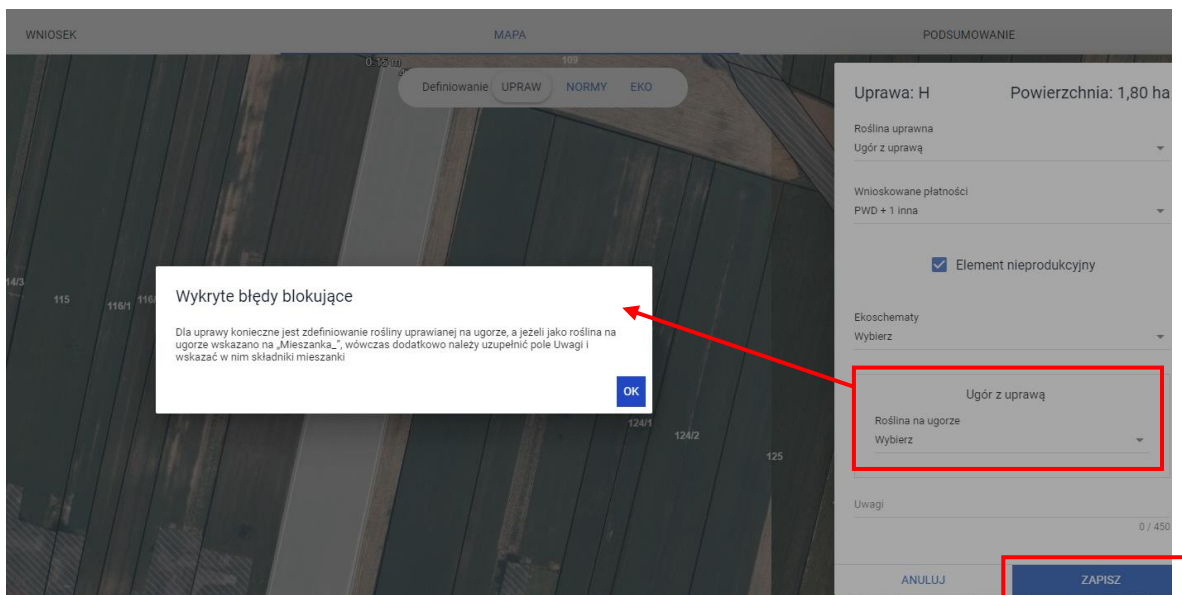 WNIOSEK
MAPA
PODSUMOWANIE
0.15 m
109
Definiowanie UPRAW NORMY EKO
Uprawa: H
Powierzchnia: 1,80 ha
Roślina uprawna
Ugór z uprawą
Wnioskowane płatności
PWD + 1 inna
Element nieprodukcyjny
Ekoschematy
Wybierz
Ugór z uprawą
Roślina na ugorze
Wybierz
Uwagi
0 / 450
ANULUJ
ZAPISZ
Wykryte błędy blokujące
Dla uprawy konieczne jest zdefiniowanie rośliny uprawianej na ugorze, a jeżeli jako roślina na
ugorze wskazano na „Mieszanka_”, wówczas dodatkowo należy uzupełnić pole Uwagi i
wskazać w nim składniki mieszanki
OK
14/3
115
116/1
124/1
124/2
125